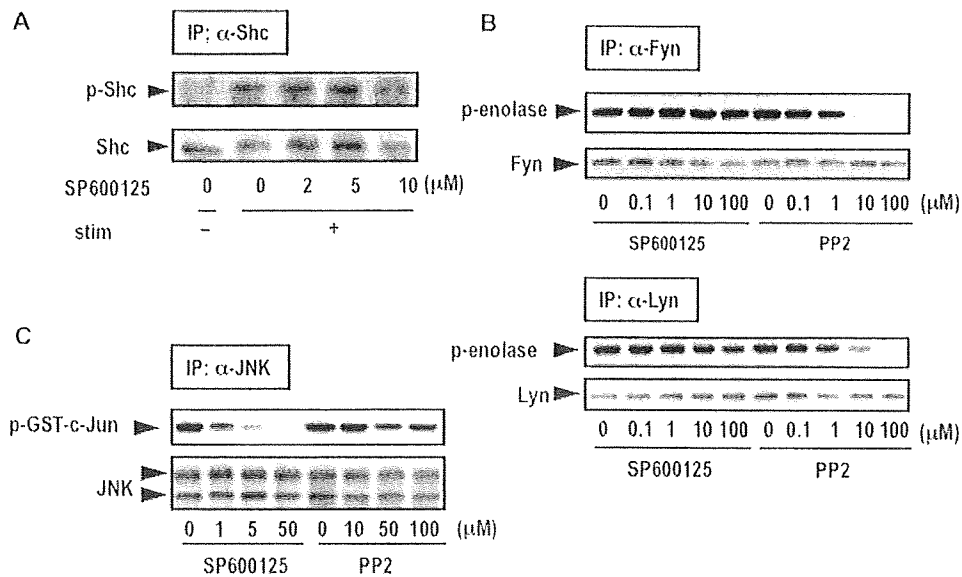 A
IP: α-Shc
p-Shc
Shc
SP600125 0 0 2 5 10 (μM)
stim − +
B
IP: α-Fyn
p-enolase
Fyn
0 0.1 1 10 100 0 0.1 1 10 100 (μM)
SP600125 PP2
IP: α-Lyn
p-enolase
Lyn
0 0.1 1 10 100 0 0.1 1 10 100 (μM)
SP600125 PP2
C
IP: α-JNK
p-GST-c-Jun
JNK
0 1 5 50 0 10 50 100 (μM)
SP600125 PP2